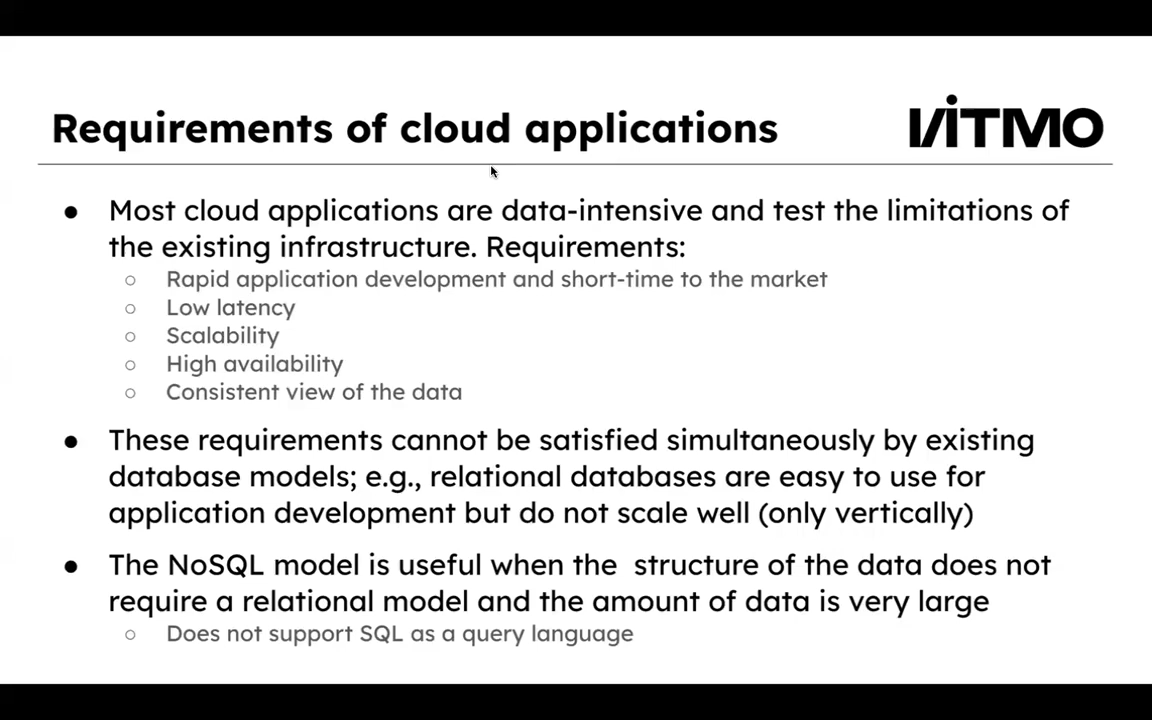 Requirements of cloud applications
ITMO
● Most cloud applications are data-intensive and test the limitations of
the existing infrastructure. Requirements:
○ Rapid application development and short-time to the market
○ Low latency
○ Scalability
○ High availability
○ Consistent view of the data
● These requirements cannot be satisfied simultaneously by existing
database models; e.g., relational databases are easy to use for
application development but do not scale well (only vertically)
● The NoSQL model is useful when the  structure of the data does not
require a relational model and the amount of data is very large
○ Does not support SQL as a query language